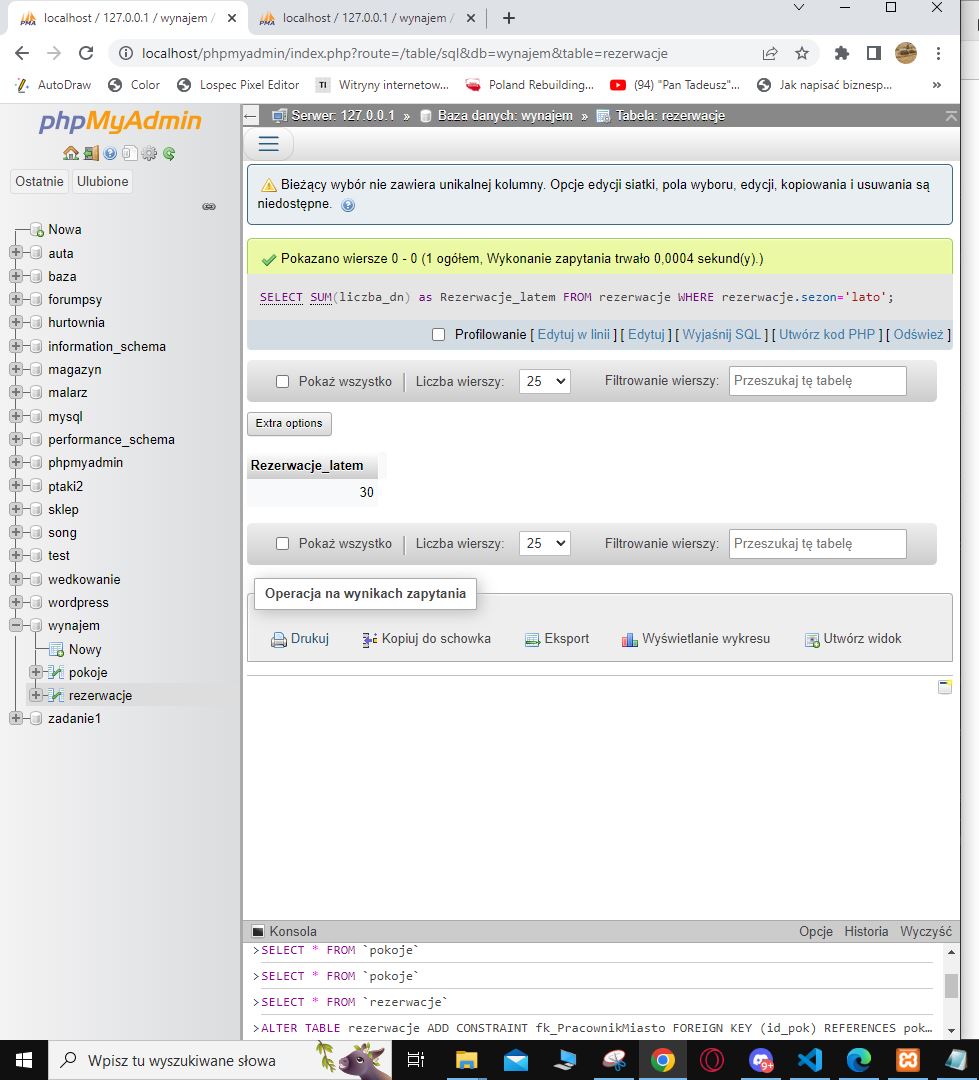 localhost / 127.0.0.1 / wynajem /
localhost / 127.0.0.1 / wynajem /
localhost/phpmyadmin/index.php?route=/table/sql&db=wynajem&table=rezerwacje
AutoDraw Color Lospec Pixel Editor TI Witryny internetow... Poland Rebuilding... (94) "Pan Tadeusz"... Jak napisać biznesp... »
phpMyAdmin
Ostatnie Ulubione
Nowa
auta
baza
forumpsy
hurtownia
information_schema
magazyn
malarz
mysql
performance_schema
phpmyadmin
ptaki2
sklep
song
test
wedkowanie
wordpress
wynajem
Nowy
pokoje
rezerwacje
zadanie1
Serwer: 127.0.0.1 » Baza danych: wynajem » Tabela: rezerwacje
Bieżący wybór nie zawiera unikalnej kolumny. Opcje edycji siatki, pola wyboru, edycji, kopiowania i usuwania są
niedostępne.
Pokazano wiersze 0 - 0 (1 ogółem, Wykonanie zapytania trwało 0,0004 sekund(y).)
SELECT SUM(liczba_dn) as Rezerwacje_latem FROM rezerwacje WHERE rezerwacje.sezon='lato';
Profilowanie [ Edytuj w linii ] [ Edytuj ] [ Wyjaśnij SQL ] [ Utwórz kod PHP ] [ Odśwież ]
Pokaż wszystko Liczba wierszy: 25 Filtrowanie wierszy: Przeszukaj tę tabelę
Extra options
Rezerwacje_latem
30
Pokaż wszystko Liczba wierszy: 25 Filtrowanie wierszy: Przeszukaj tę tabelę
Operacja na wynikach zapytania
Drukuj Kopiuj do schowka Eksport Wyświetlanie wykresu Utwórz widok
Konsola Opcje Historia Wyczyść
>SELECT * FROM `pokoje`
>SELECT * FROM `pokoje`
>SELECT * FROM `rezerwacje`
>ALTER TABLE rezerwacje ADD CONSTRAINT fk_PracownikMiasto FOREIGN KEY (id_pok) REFERENCES pok…
Wpisz tu wyszukiwane słowa
9+